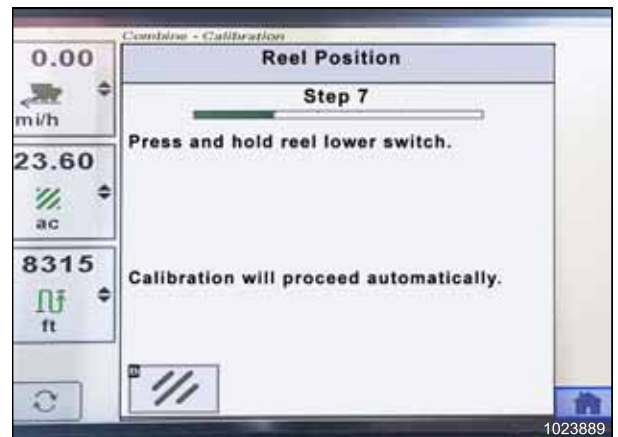 Combine - Calibration
Reel Position
Step 7
Press and hold reel lower switch.
Calibration will proceed automatically.
0.00
mi/h
23.60
ac
8315
ft
1023889